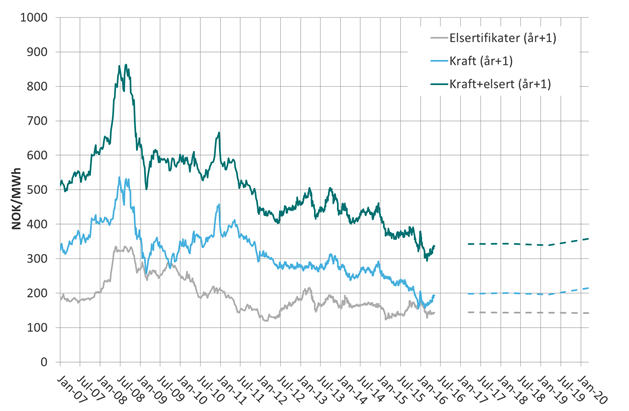 1000
900
800
700
600
500
400
300
200
100
0
NOK/MWh
Elsertifikater (år+1)
Kraft (år+1)
Kraft+elsert (år+1)
Jan-07
Jul-07
Jan-08
Jul-08
Jan-09
Jul-09
Jan-10
Jul-10
Jan-11
Jul-11
Jan-12
Jul-12
Jan-13
Jul-13
Jan-14
Jul-14
Jan-15
Jul-15
Jan-16
Jul-16
Jan-17
Jul-17
Jan-18
Jul-18
Jan-19
Jul-19
Jan-20